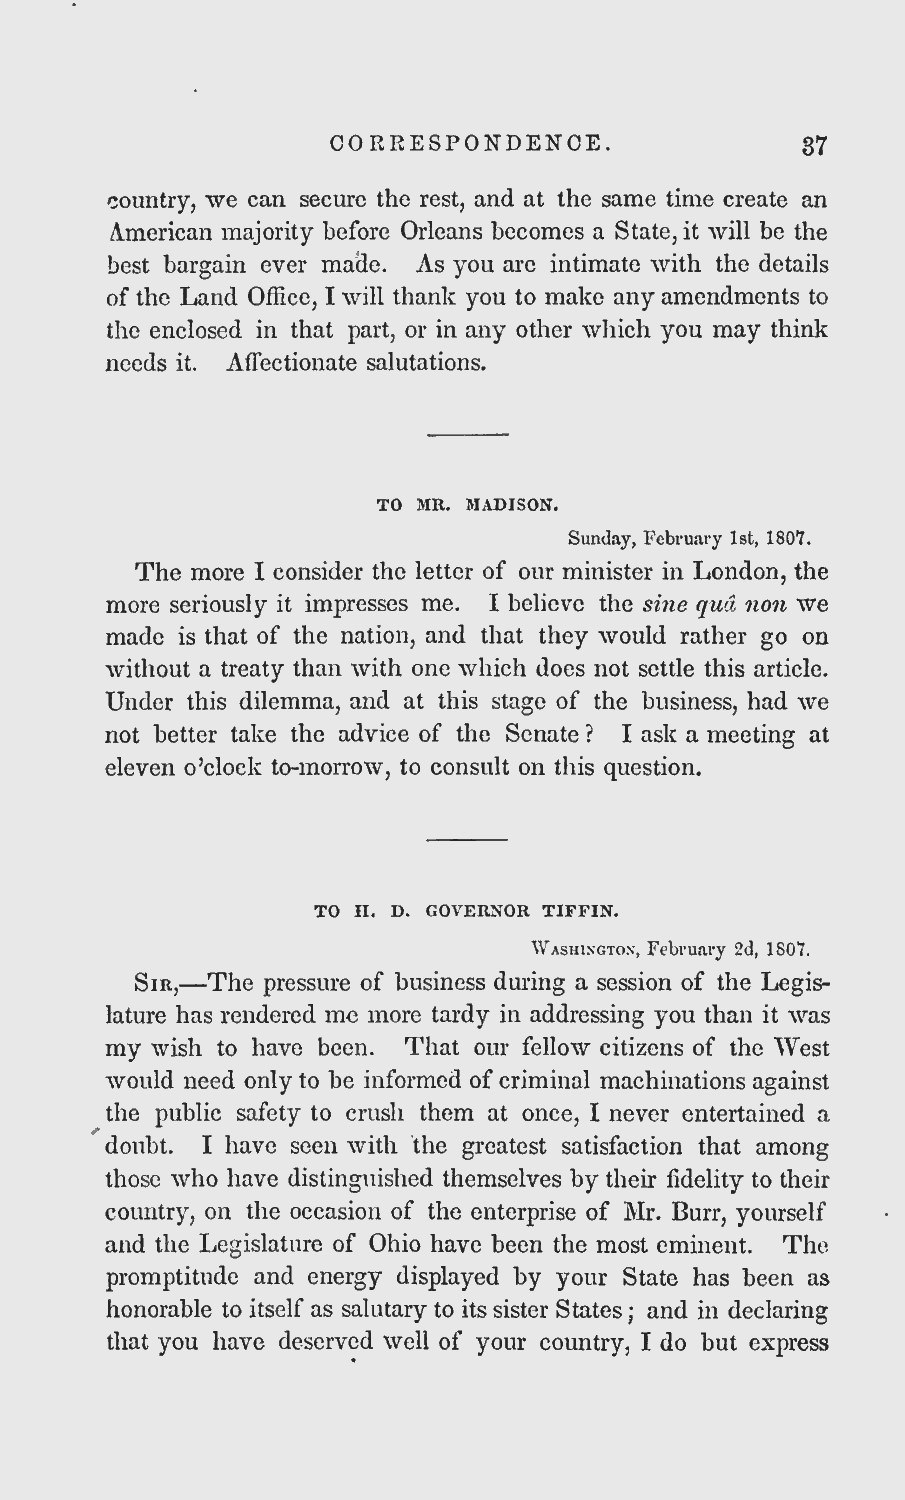 CORRESPONDENCE. 37
country, we can secure the rest, and at the same time create an
American majority before Orleans becomes a State, it will be the
best bargain ever made. As you are intimate with the details
of the Land Office, I will thank you to make any amendments to
the enclosed in that part, or in any other which you may think
needs it. Affectionate salutations.
TO MR. MADISON.
Sunday, February 1st, 1807.
The more I consider the letter of our minister in London, the
more seriously it impresses me. I believe the sine quâ non we
made is that of the nation, and that they would rather go on
without a treaty than with one which does not settle this article.
Under this dilemma, and at this stage of the business, had we
not better take the advice of the Senate? I ask a meeting at
eleven o'clock to-morrow, to consult on this question.
TO H. D. GOVERNOR TIFFIN.
WASHINGTON, February 2d, 1807.
SIR,—The pressure of business during a session of the Legis-
lature has rendered me more tardy in addressing you than it was
my wish to have been. That our fellow citizens of the West
would need only to be informed of criminal machinations against
the public safety to crush them at once, I never entertained a
doubt. I have seen with the greatest satisfaction that among
those who have distinguished themselves by their fidelity to their
country, on the occasion of the enterprise of Mr. Burr, yourself
and the Legislature of Ohio have been the most eminent. The
promptitude and energy displayed by your State has been as
honorable to itself as salutary to its sister States; and in declaring
that you have deserved well of your country, I do but express